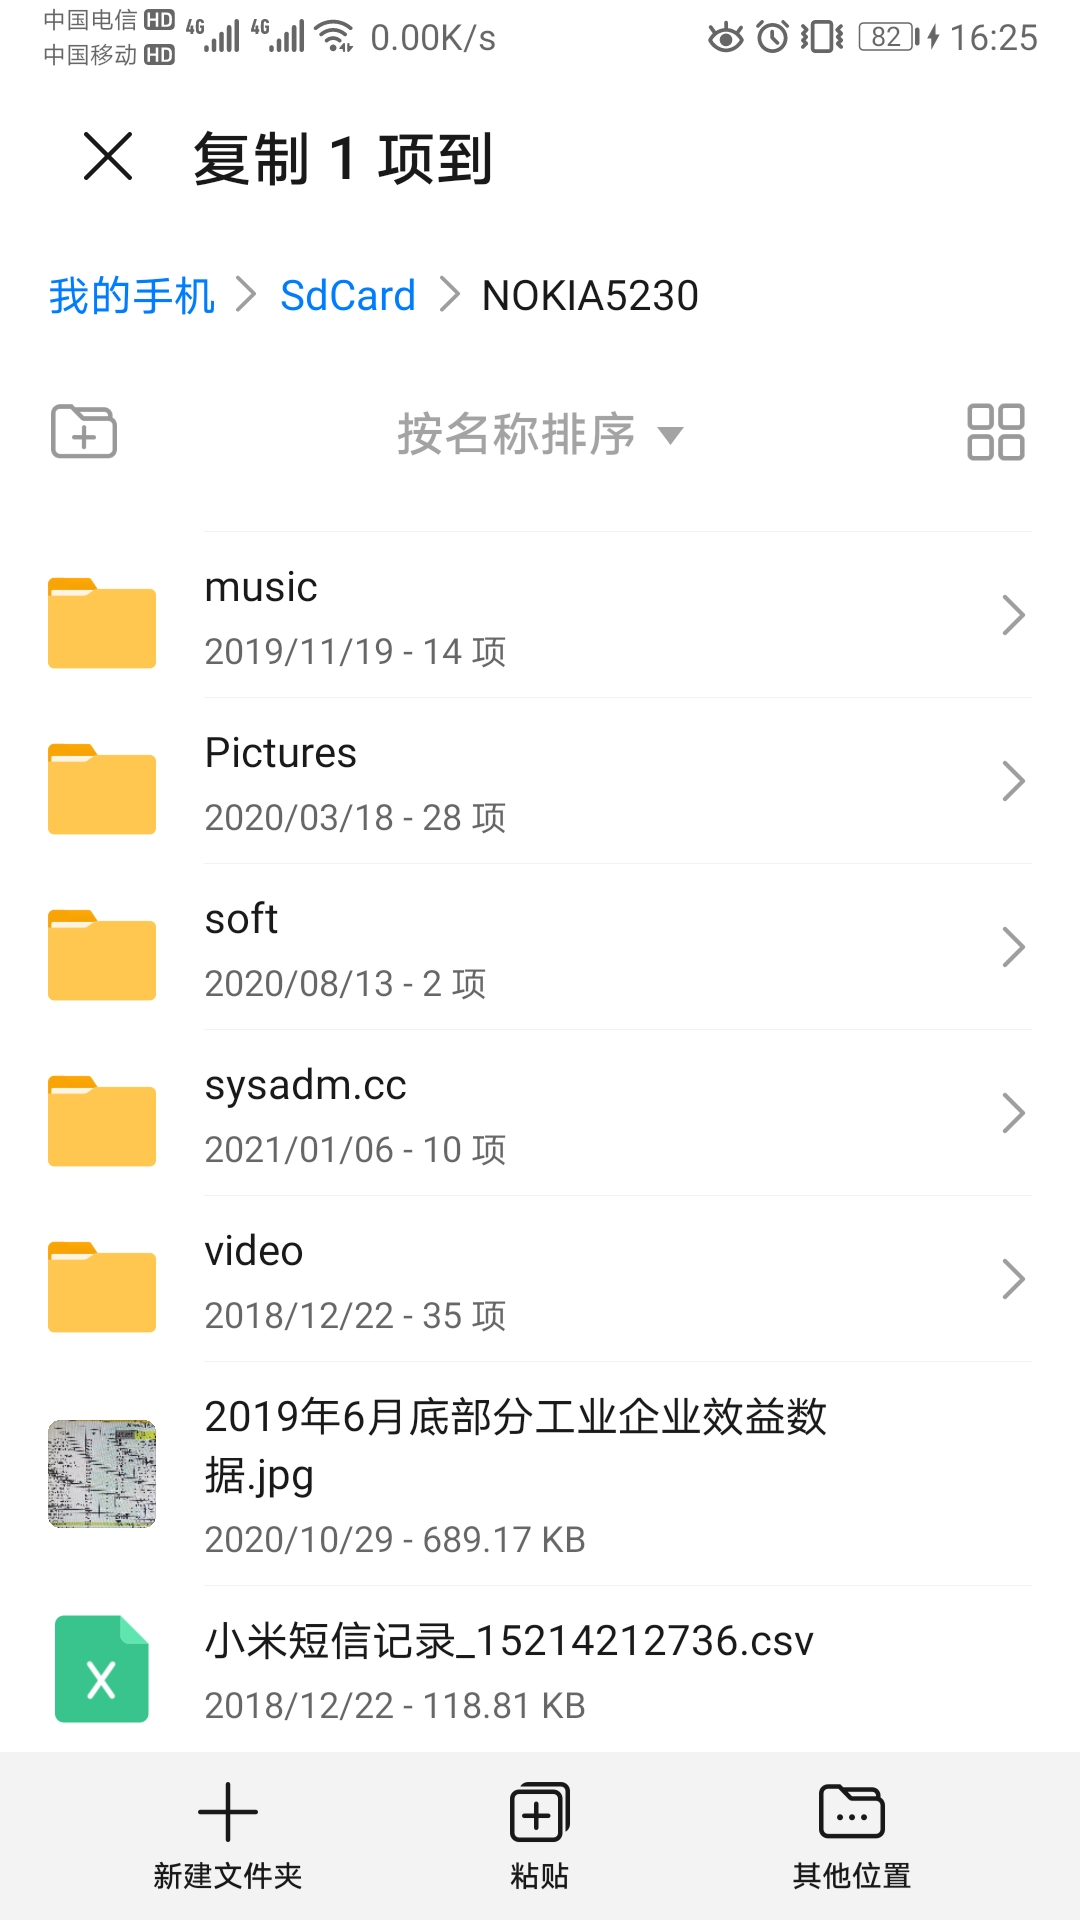 中国电信 HD 4G 4G 0.00K/s 82 16:25
中国移动 HD
复制 1 项到
我的手机 > SdCard > NOKIA5230
按名称排序
music
2019/11/19 - 14 项
Pictures
2020/03/18 - 28 项
soft
2020/08/13 - 2 项
sysadm.cc
2021/01/06 - 10 项
video
2018/12/22 - 35 项
2019年6月底部分工业企业效益数
据.jpg
2020/10/29 - 689.17 KB
小米短信记录_15214212736.csv
2018/12/22 - 118.81 KB
新建文件夹 粘贴 其他位置